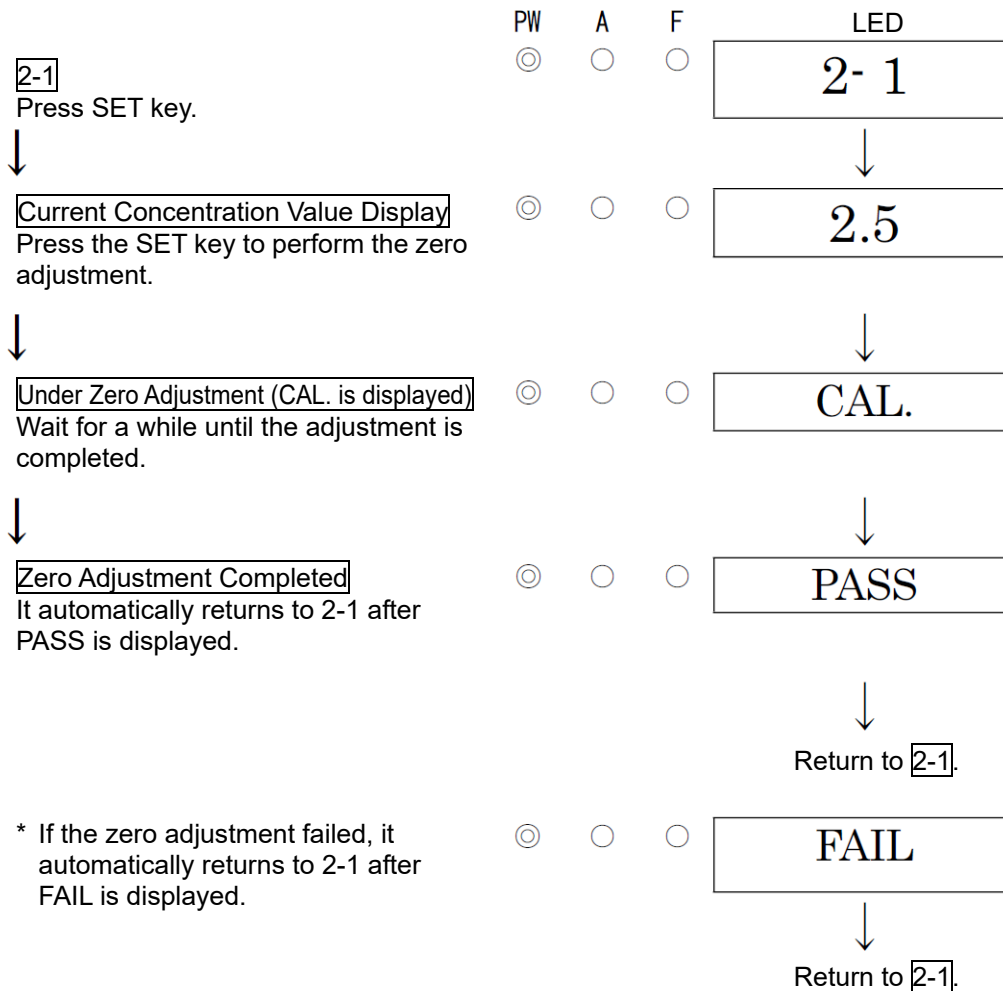 PW A F LED
2-1
2- 1
Press SET key.
Current Concentration Value Display
2.5
Press the SET key to perform the zero
adjustment.
Under Zero Adjustment (CAL. is displayed)
CAL.
Wait for a while until the adjustment is
completed.
Zero Adjustment Completed
PASS
It automatically returns to 2-1 after
PASS is displayed.
Return to 2-1.
* If the zero adjustment failed, it
FAIL
automatically returns to 2-1 after
FAIL is displayed.
Return to 2-1.